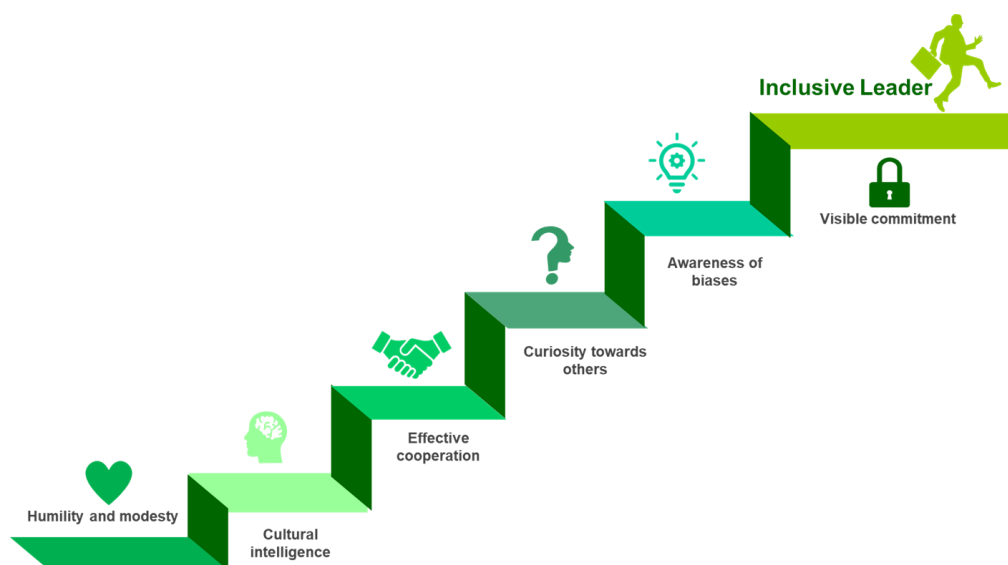 Inclusive Leader
Visible commitment
Awareness of
biases
Curiosity towards
others
Effective
cooperation
Humility and modesty
Cultural
intelligence